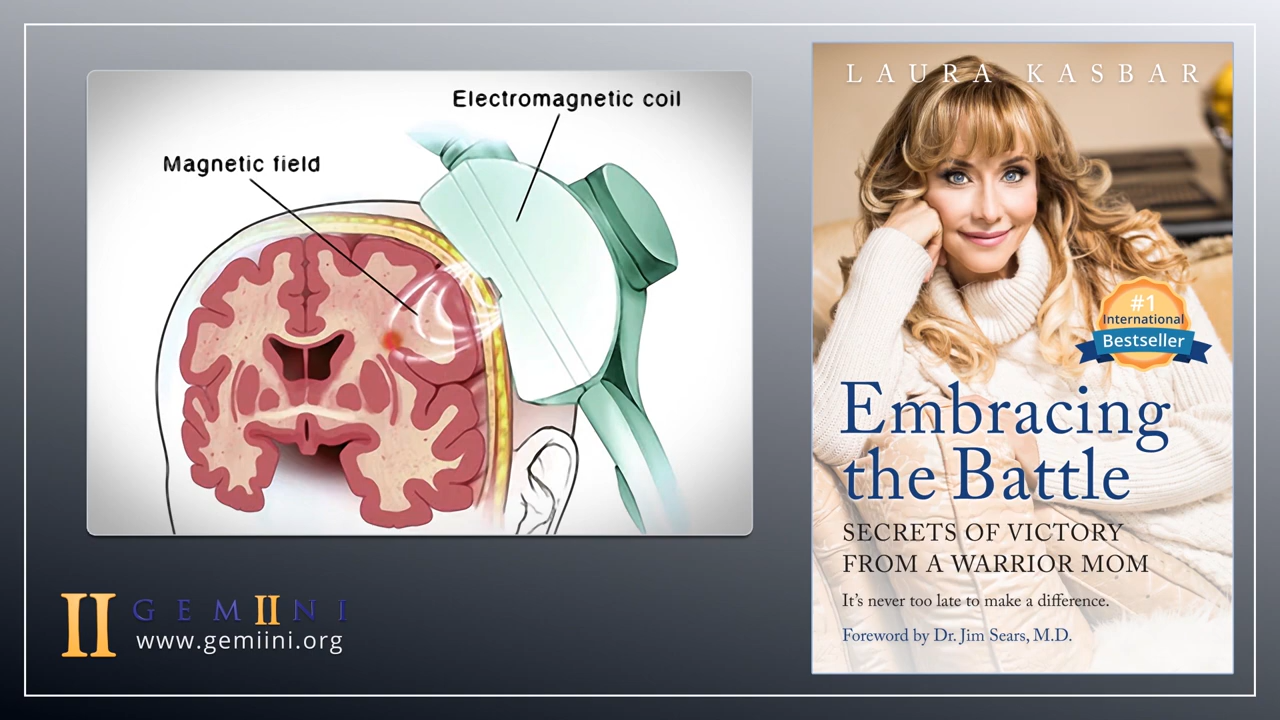 Electromagnetic coil
Magnetic field
II GEMIINI
www.gemiini.org
LAURA KASBAR
#1
International
Bestseller
Embracing
the Battle
SECRETS OF VICTORY
FROM A WARRIOR MOM
It's never too late to make a difference.
Foreword by Dr. Jim Sears, M.D.